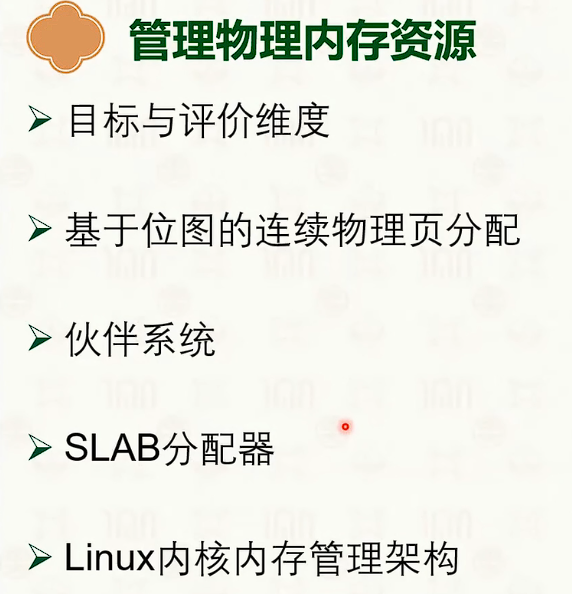 管理物理内存资源
目标与评价维度
基于位图的连续物理页分配
伙伴系统
SLAB分配器
Linux内核内存管理架构